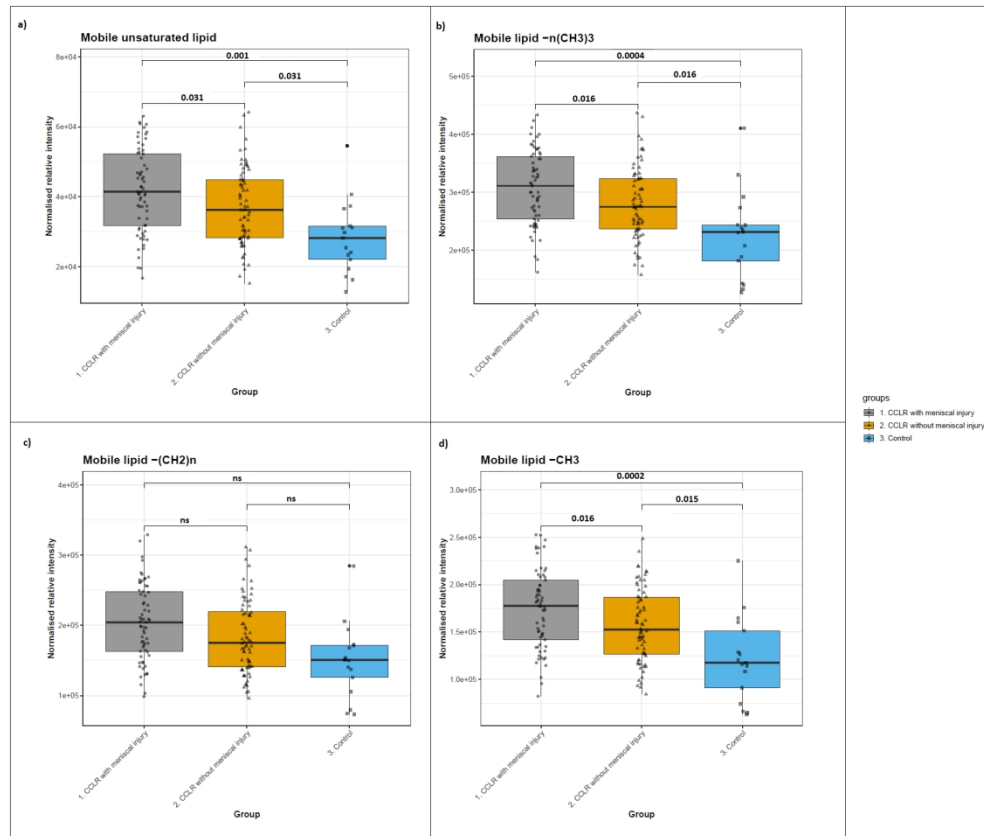 a)
Mobile unsaturated lipid
8e+04
6e+04
4e+04
2e+04
Normalised relative intensity
0.001
0.031
0.031
1. CCLR with meniscal injury
2. CCLR without meniscal injury
3. Control
Group
b)
Mobile lipid −n(CH3)3
5e+05
4e+05
3e+05
2e+05
Normalised relative intensity
0.0004
0.016
0.016
1. CCLR with meniscal injury
2. CCLR without meniscal injury
3. Control
Group
groups
1. CCLR with meniscal injury
2. CCLR without meniscal injury
3. Control
c)
Mobile lipid −(CH2)n
4e+05
3e+05
2e+05
1e+05
Normalised relative intensity
ns
ns
ns
1. CCLR with meniscal injury
2. CCLR without meniscal injury
3. Control
Group
d)
Mobile lipid −CH3
3.0e+05
2.5e+05
2.0e+05
1.5e+05
1.0e+05
Normalised relative intensity
0.0002
0.015
0.016
1. CCLR with meniscal injury
2. CCLR without meniscal injury
3. Control
Group